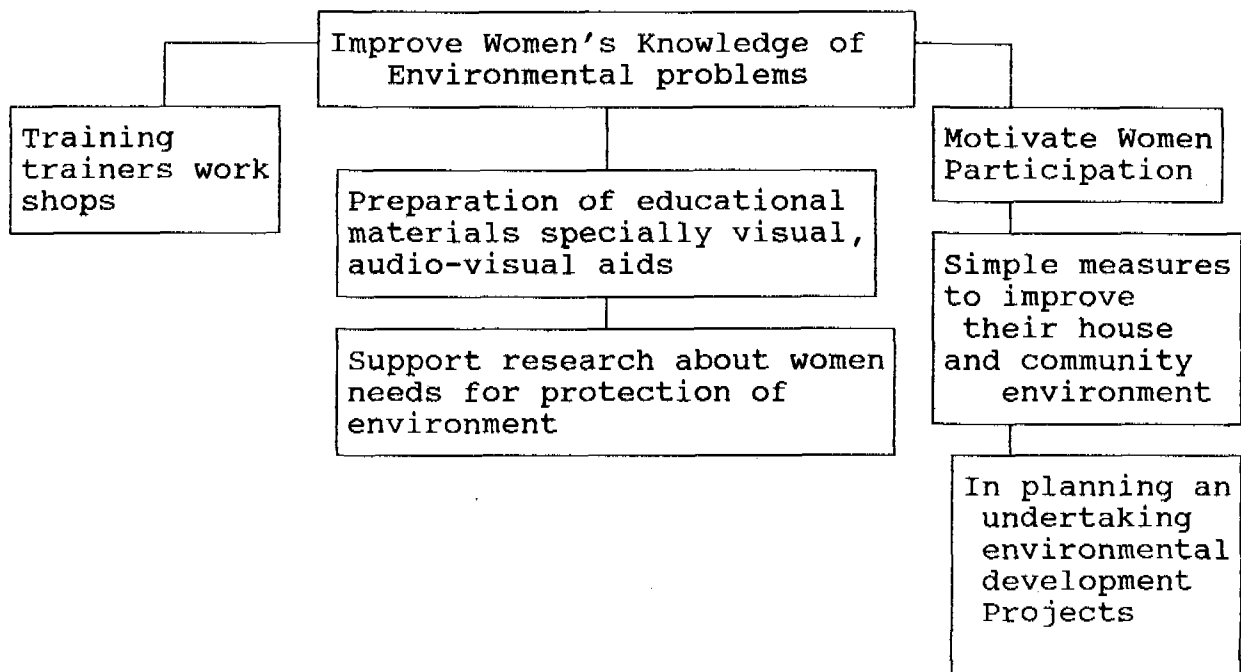 Improve Women's Knowledge of
Environmental problems
Training
trainers work
shops
Preparation of educational
materials specially visual,
audio-visual aids
Support research about women
needs for protection of
environment
Motivate Women
Participation
Simple measures
to improve
their house
and community
environment
In planning an
undertaking
environmental
development
Projects